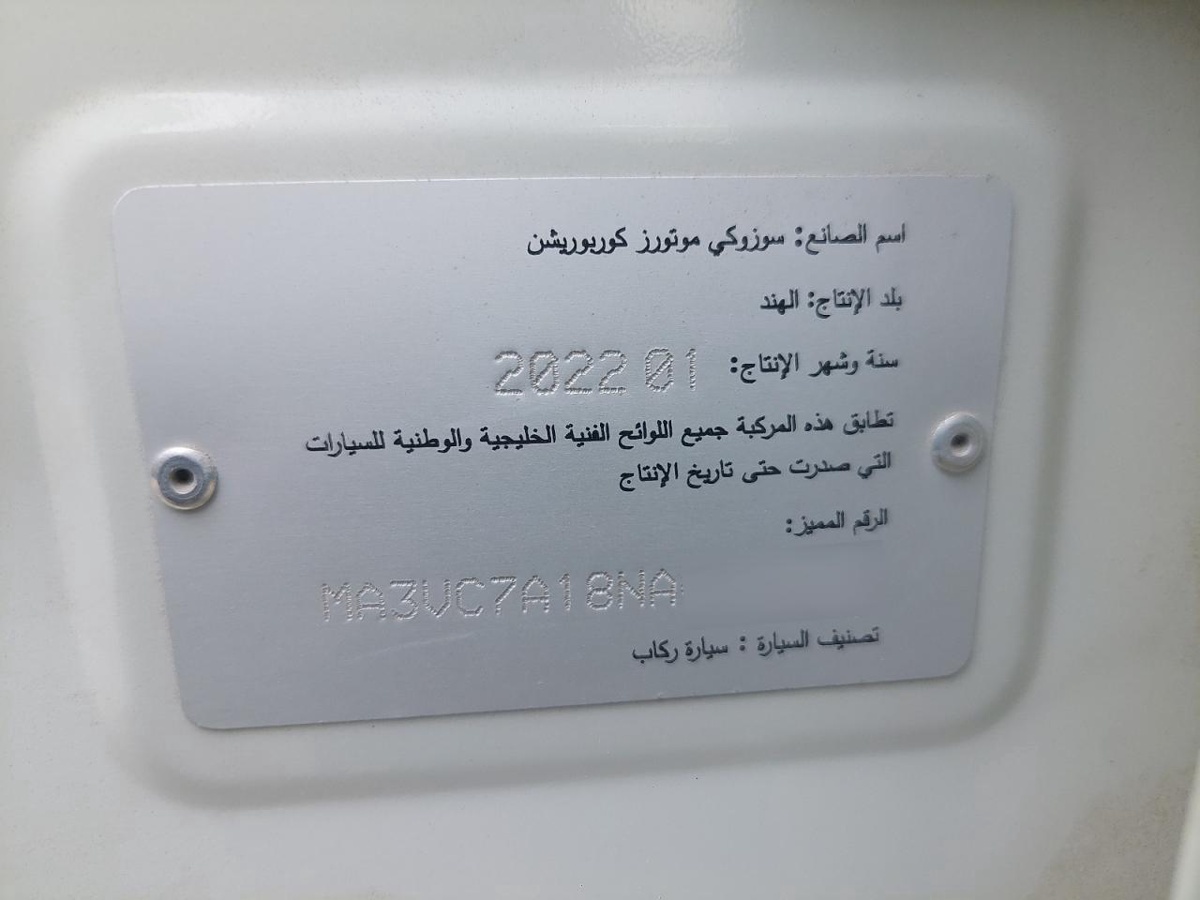 اسم الصانع: سوزوكي موتورز كوربوريشن
بلد الإنتاج: الهند
سنة وشهر الإنتاج: 2022 01
تطابق هذه المركبة جميع اللوائح الفنية الخليجية والوطنية للسيارات
التي صدرت حتى تاريخ الإنتاج
الرقم المميز:
MA3VC7A18NA
تصنيف السيارة : سيارة ركاب